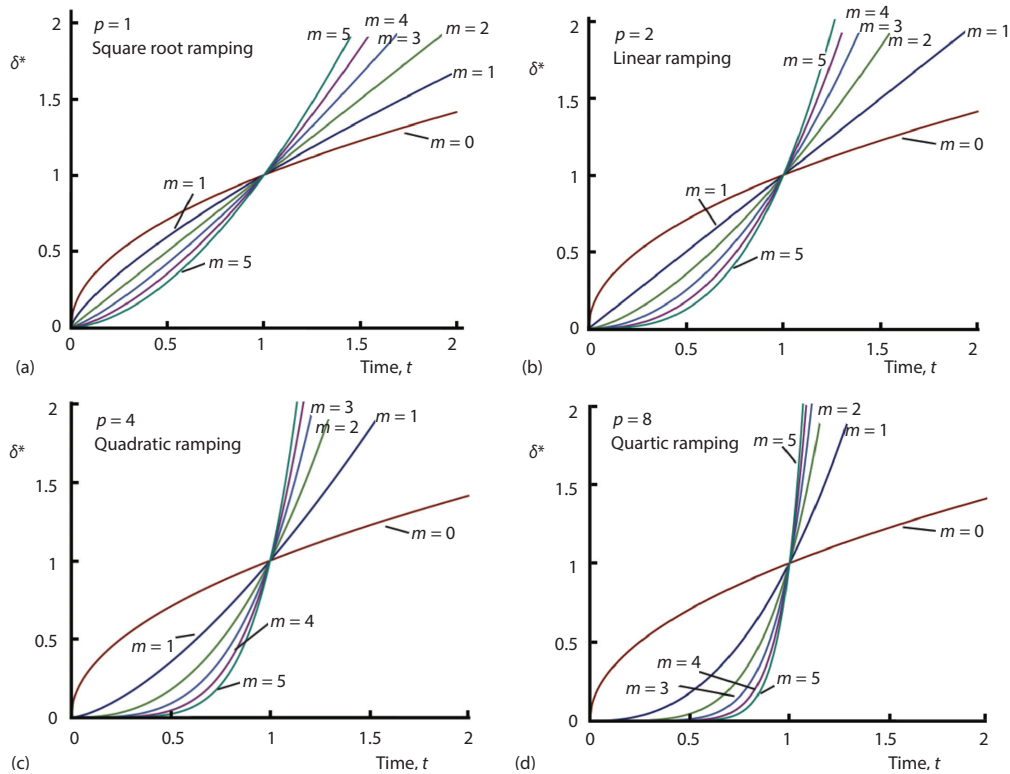 2
p = 1
Square root ramping
δ*
m = 5
m = 4
m = 3
m = 2
m = 1
m = 0
1.5
1
m = 1
0.5
m = 5
0
0
0.5
1
1.5
2
(a)
Time, t
2
p = 2
Linear ramping
δ*
m = 4
m = 3
m = 2
m = 1
m = 5
1.5
m = 0
1
m = 1
0.5
m = 5
0
0
0.5
1
1.5
2
(b)
Time, t
2
p = 4
Quadratic ramping
δ*
m = 3
m = 2
m = 1
1.5
m = 0
1
m = 1
m = 4
0.5
m = 5
0
0
0.5
1
1.5
2
(c)
Time, t
2
p = 8
Quartic ramping
δ*
m = 2
m = 1
m = 5
1.5
m = 0
1
0.5
m = 4
m = 3
m = 5
0
0
0.5
1
1.5
2
(d)
Time, t